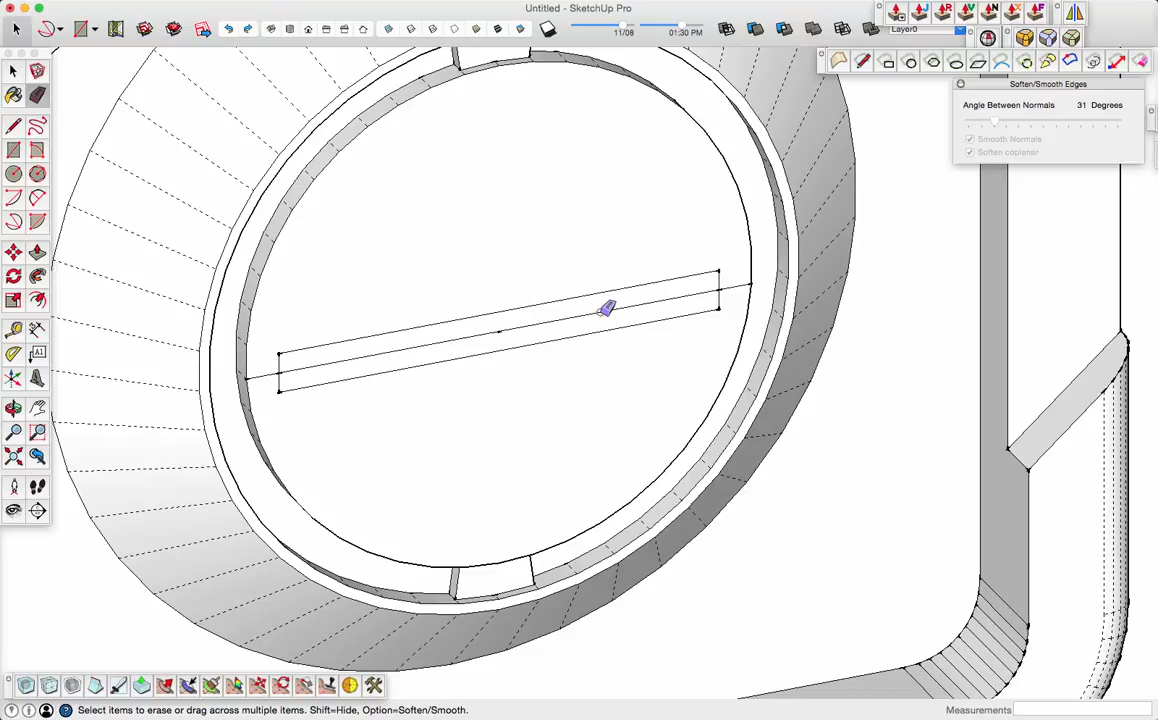 Untitled - SketchUp Pro
11/08
01:30 PM
Layer0
J
R
V
N
X
F
Soften/Smooth Edges
Angle Between Normals 31 Degrees
Smooth Normals
Soften coplanar
A1
Select items to erase or drag across multiple items. Shift=Hide, Option=Soften/Smooth.
Measurements